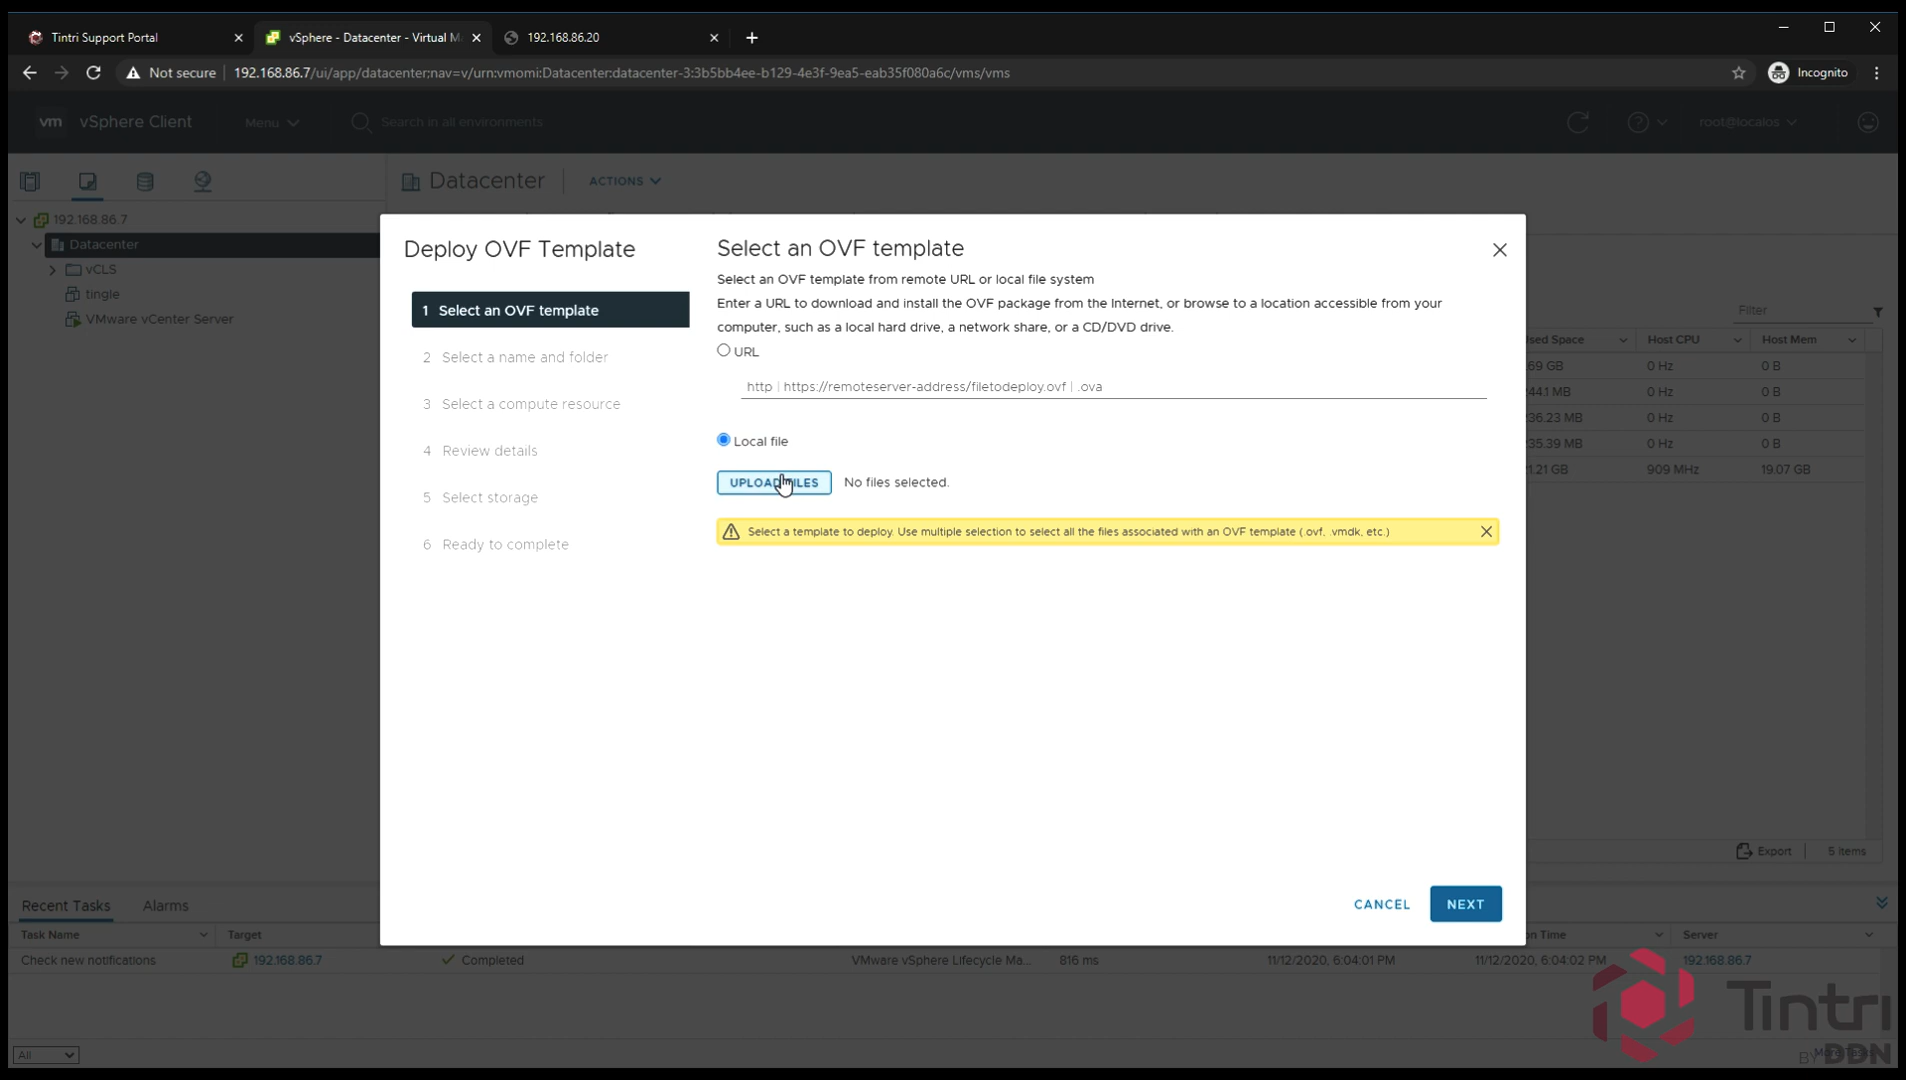 Tintri Support Portal
vSphere - Datacenter - Virtual M
192.168.86.20
Not secure
192.168.86.7/ui/app/datacenter;nav=v/urn:vmomi:Datacenter:datacenter-3:3b5bb4ee-b129-4e3f-9ea5-eab35f080a6c/vms/vms
Incognito
vm vSphere Client
Menu
Search in all environments
root@localos
192.168.86.7
Datacenter
vCLS
tingle
VMware vCenter Server
Datacenter
ACTIONS
Deploy OVF Template
1 Select an OVF template
2 Select a name and folder
3 Select a compute resource
4 Review details
5 Select storage
6 Ready to complete
Select an OVF template
Select an OVF template from remote URL or local file system
Enter a URL to download and install the OVF package from the Internet, or browse to a location accessible from your
computer, such as a local hard drive, a network share, or a CD/DVD drive.
URL
http | https://remoteserver-address/filetodeploy.ovf | .ova
Local file
UPLOAD FILES
No files selected.
Select a template to deploy. Use multiple selection to select all the files associated with an OVF template (.ovf, .vmdk, etc.)
CANCEL
NEXT
Filter
Used Space Host CPU Host Mem
69 GB 0 Hz 0 B
44.1 MB 0 Hz 0 B
36.23 MB 0 Hz 0 B
35.39 MB 0 Hz 0 B
1.21 GB 909 MHz 19.07 GB
Export
5 items
Recent Tasks
Alarms
Task Name Target on Time Server
Check new notifications 192.168.86.7 Completed VMware vSphere Lifecycle Ma... 816 ms 11/12/2020, 6:04:01 PM 11/12/2020, 6:04:02 PM 192.168.86.7
All
Tintri
BY DDN